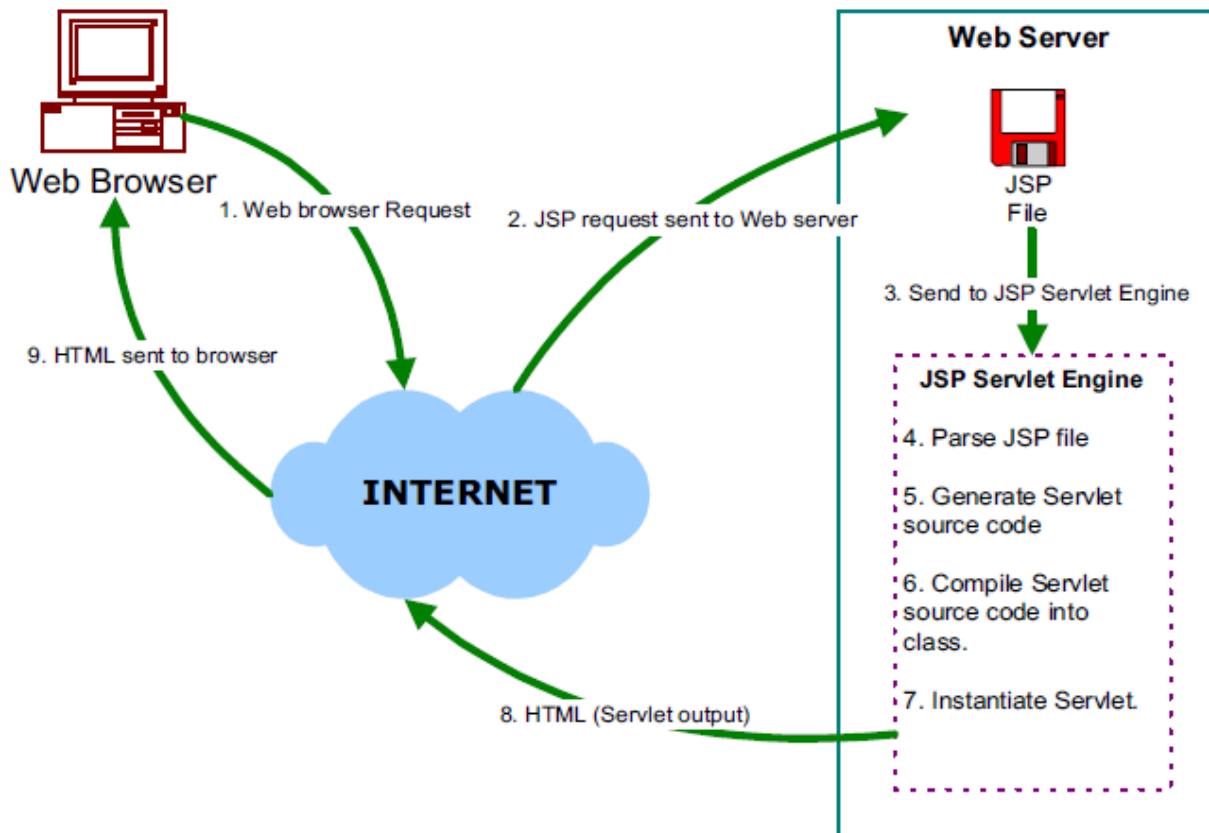 Web Server
Web Browser
JSP
File
1. Web browser Request
2. JSP request sent to Web server
3. Send to JSP Servlet Engine
9. HTML sent to browser
JSP Servlet Engine
4. Parse JSP file
INTERNET
5. Generate Servlet
source code
6. Compile Servlet
source code into
class.
7. Instantiate Servlet.
8. HTML (Servlet output)